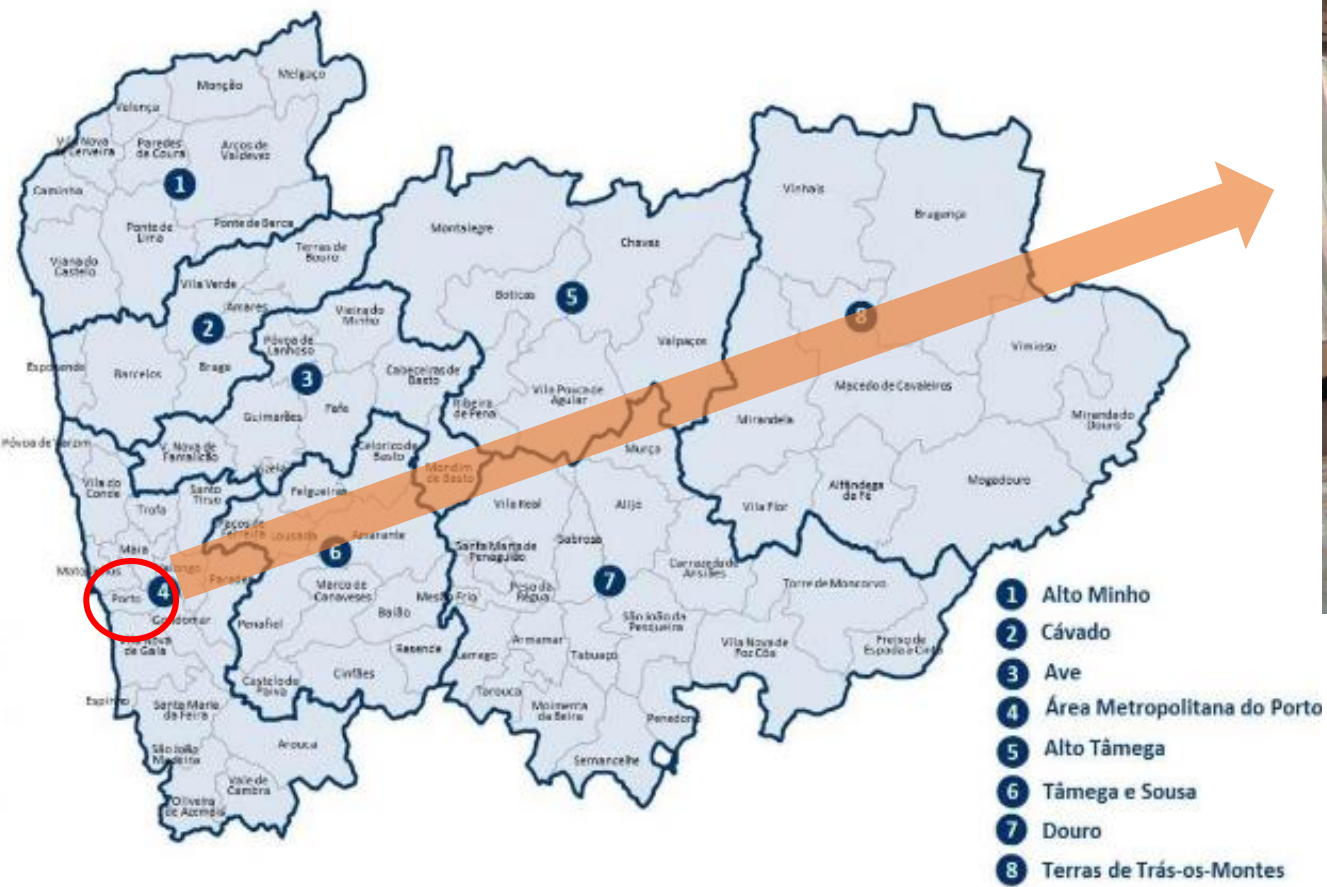 Melgaço
Monção
Valença
Paredes
de Coura
Arcos de
Valdevez
1
Caminha
Ponte de
Lima
Ponte da Barca
Viana do
Castelo
Terras de
Bouro
Vila Verde
Amares
2
Barcelos
Braga
Vieira do
Minho
Póvoa de
Lanhoso
3
Cabeceiras de
Basto
Guimarães
Fafe
V. Nova de
Famalicão
Vizela
Póvoa de Varzim
Vila do
Conde
Santo
Tirso
Trofa
Maia
Porto
4
Gondomar
Espinho
Santa Maria
da Feira
Arouca
Vale de
Cambra
Celorico de
Basto
Mondim
de Basto
Felgueiras
Lousada
Amarante
6
Paredes
Marco de
Canaveses
Baião
Penafiel
Resende
Cinfães
Castelo de
Paiva
Montalegre
Chaves
Boticas
5
Valpaços
Vila Pouca de
Aguiar
Ribeira
de Pena
Murça
Vila Real
Alijó
Sabrosa
Santa Marta de
Penaguião
Mesão Frio
Peso da
Régua
7
Carrazeda de
Ansiães
São João da
Pesqueira
Torre de Moncorvo
Armamar
Tabuaço
Vila Nova de
Foz Côa
Freixo de
Espada à Cinta
Tarouca
Moimenta
da Beira
Sernancelhe
Vinhais
Bragança
8
Vimioso
Macedo de Cavaleiros
Mirandela
Miranda do
Douro
Mogadouro
Alfândega
da Fé
Vila Flor
1 Alto Minho
2 Cávado
3 Ave
4 Área Metropolitana do Porto
5 Alto Tâmega
6 Tâmega e Sousa
7 Douro
8 Terras de Trás-os-Montes